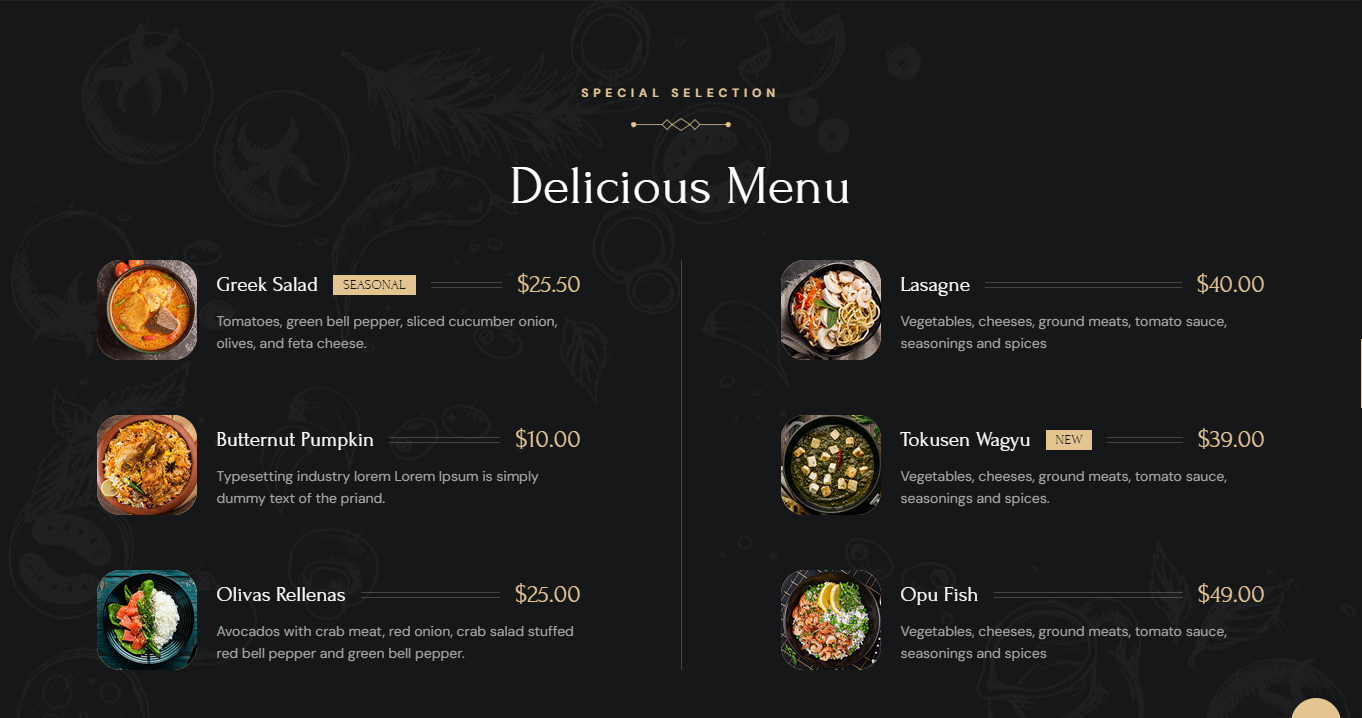 SPECIAL SELECTION
Delicious Menu
Greek Salad SEASONAL $25.50
Tomatoes, green bell pepper, sliced cucumber onion,
olives, and feta cheese.
Butternut Pumpkin $10.00
Typesetting industry lorem Lorem Ipsum is simply
dummy text of the priand.
Olivas Rellenas $25.00
Avocados with crab meat, red onion, crab salad stuffed
red bell pepper and green bell pepper.
Lasagne $40.00
Vegetables, cheeses, ground meats, tomato sauce,
seasonings and spices
Tokusen Wagyu NEW $39.00
Vegetables, cheeses, ground meats, tomato sauce,
seasonings and spices.
Opu Fish $49.00
Vegetables, cheeses, ground meats, tomato sauce,
seasonings and spices